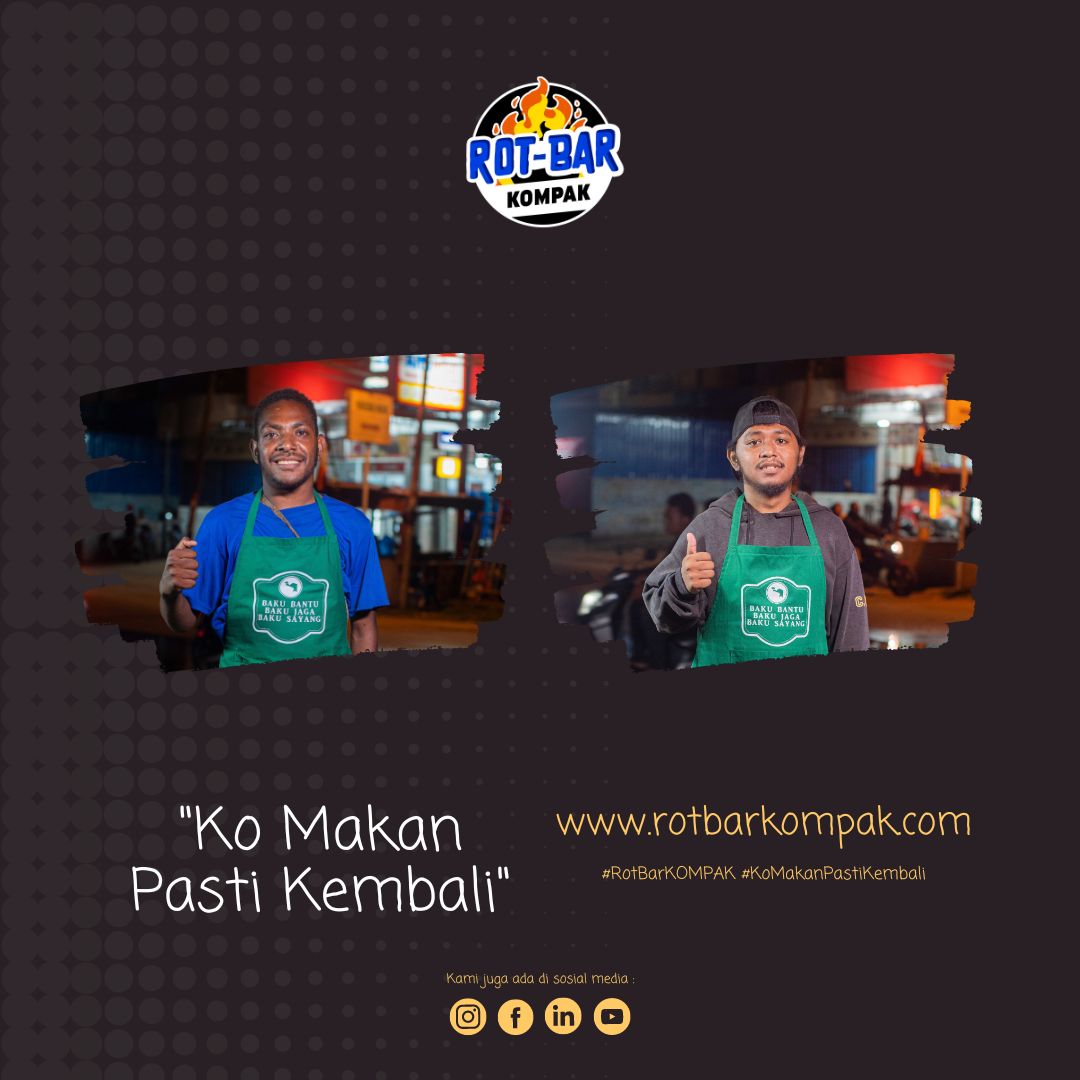 ROT-BAR
KOMPAK
BAKU BANTU
BAKU JAGA
BAKU SAYANG
BAKU BANTU
BAKU JAGA
BAKU SAYANG
"Ko Makan
Pasti Kembali"
www.rotbarkompak.com
#RotBarKOMPAK #KoMakanPastiKembali
Kami juga ada di sosial media :